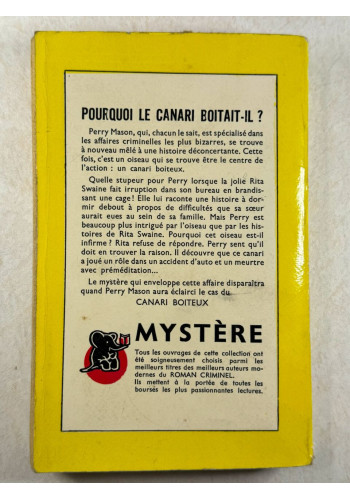 POURQUOI LE CANARI BOITAIT-IL ?
Perry Mason, qui, chacun le sait, est spécialisé dans
les affaires criminelles les plus bizarres, se trouve
à nouveau mêlé à une histoire déconcertante. Cette
fois, c'est un oiseau qui se trouve être le centre de
l'action : un canari boiteux.
Quelle stupeur pour Perry lorsque la jolie Rita
Swaine fait irruption dans son bureau en brandis-
sant une cage ! Elle lui raconte une histoire à dor-
mir debout à propos de difficultés que sa sœur
aurait eues au sein de sa famille. Mais Perry est
beaucoup plus intrigué par l'oiseau que par les his-
toires de Rita Swaine. Pourquoi cet oiseau est-il
infirme ? Rita refuse de répondre. Perry sent qu'il
doit en trouver la raison. Il découvre que ce canari
a joué un rôle dans un accident d'auto et un meurtre
avec préméditation...
Le mystère qui enveloppe cette affaire disparaîtra
quand Perry Mason aura éclairci le cas du
CANARI BOITEUX
MYSTÈRE
Tous les ouvrages de cette collection ont
été soigneusement choisis parmi les
meilleurs titres des meilleurs auteurs mo-
dernes du ROMAN CRIMINEL.
Ils mettent à la portée de toutes les
boursés les plus passionnantes lectures.